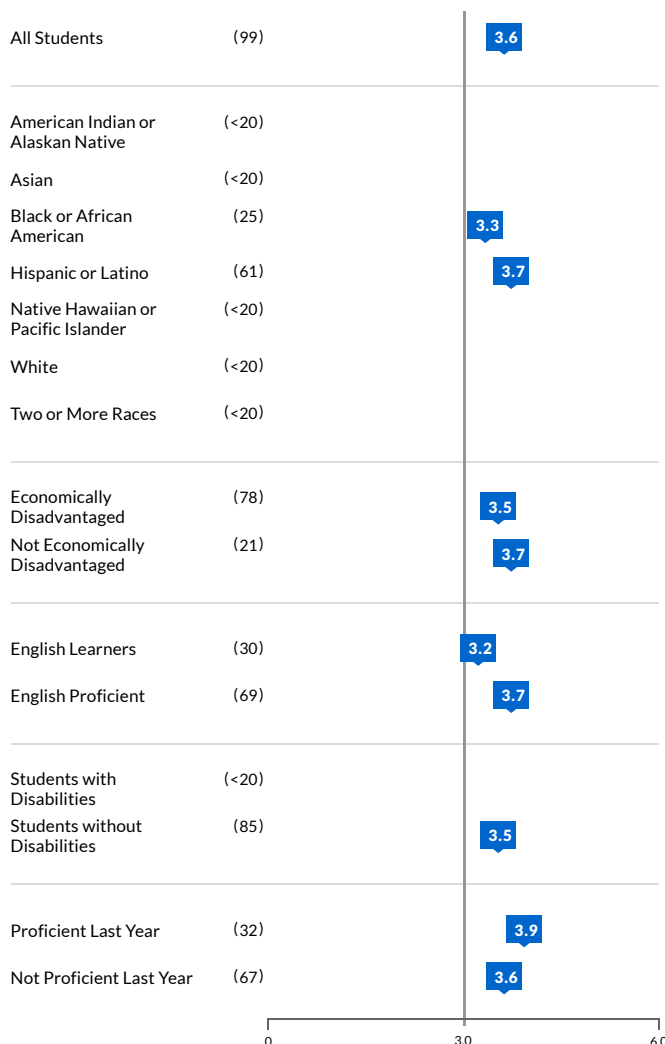 All Students (99) 3.6
American Indian or
Alaskan Native (<20)
Asian (<20)
Black or African
American (25) 3.3
Hispanic or Latino (61) 3.7
Native Hawaiian or
Pacific Islander (<20)
White (<20)
Two or More Races (<20)
Economically
Disadvantaged (78) 3.5
Not Economically
Disadvantaged (21) 3.7
English Learners (30) 3.2
English Proficient (69) 3.7
Students with
Disabilities (<20)
Students without
Disabilities (85) 3.5
Proficient Last Year (32) 3.9
Not Proficient Last Year (67) 3.6
0 3.0 6.0